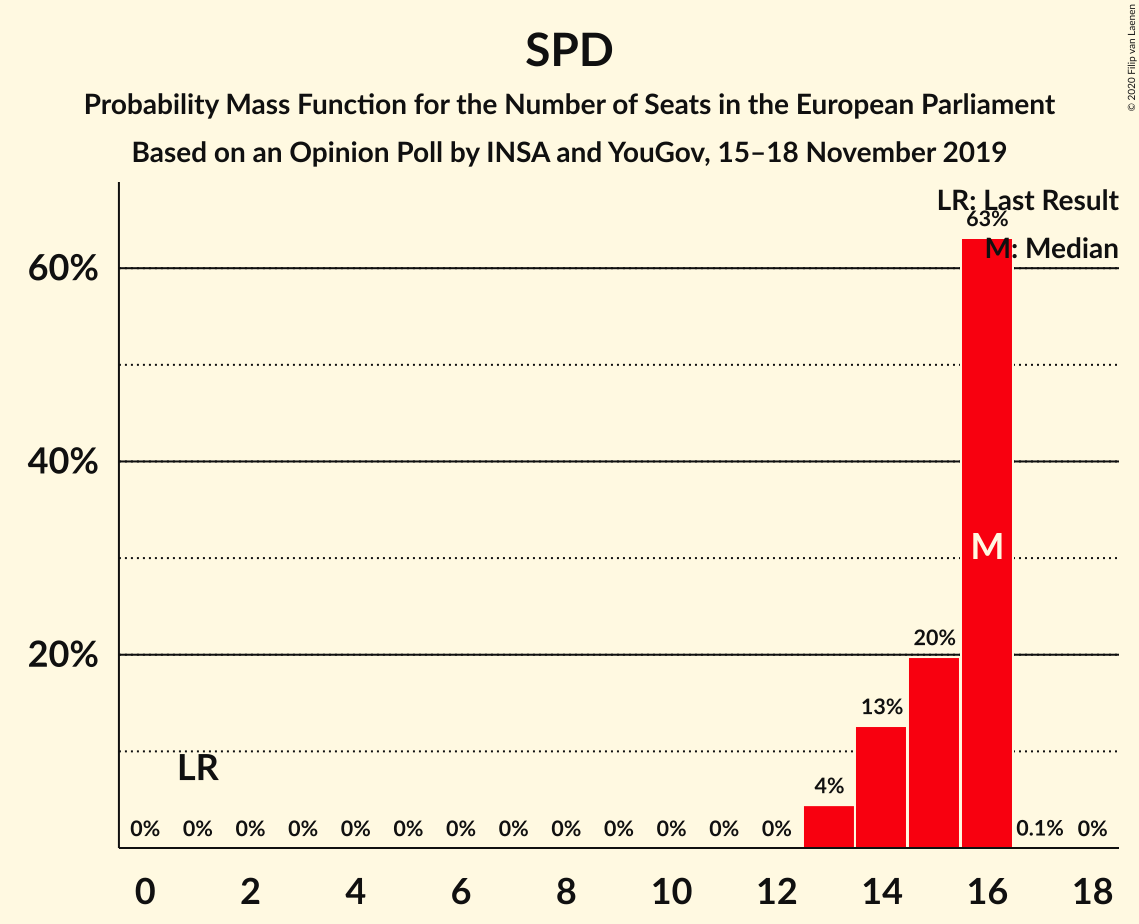 SPD
Probability Mass Function for the Number of Seats in the European Parliament
Based on an Opinion Poll by INSA and YouGov, 15–18 November 2019
© 2020 Filip van Laenen
LR: Last Result
63%
M: Median
60%
40%
M
20%
20%
13%
LR
4%
0% 0% 0% 0% 0% 0% 0% 0% 0% 0% 0% 0% 0% 0.1% 0%
0 2 4 6 8 10 12 14 16 18